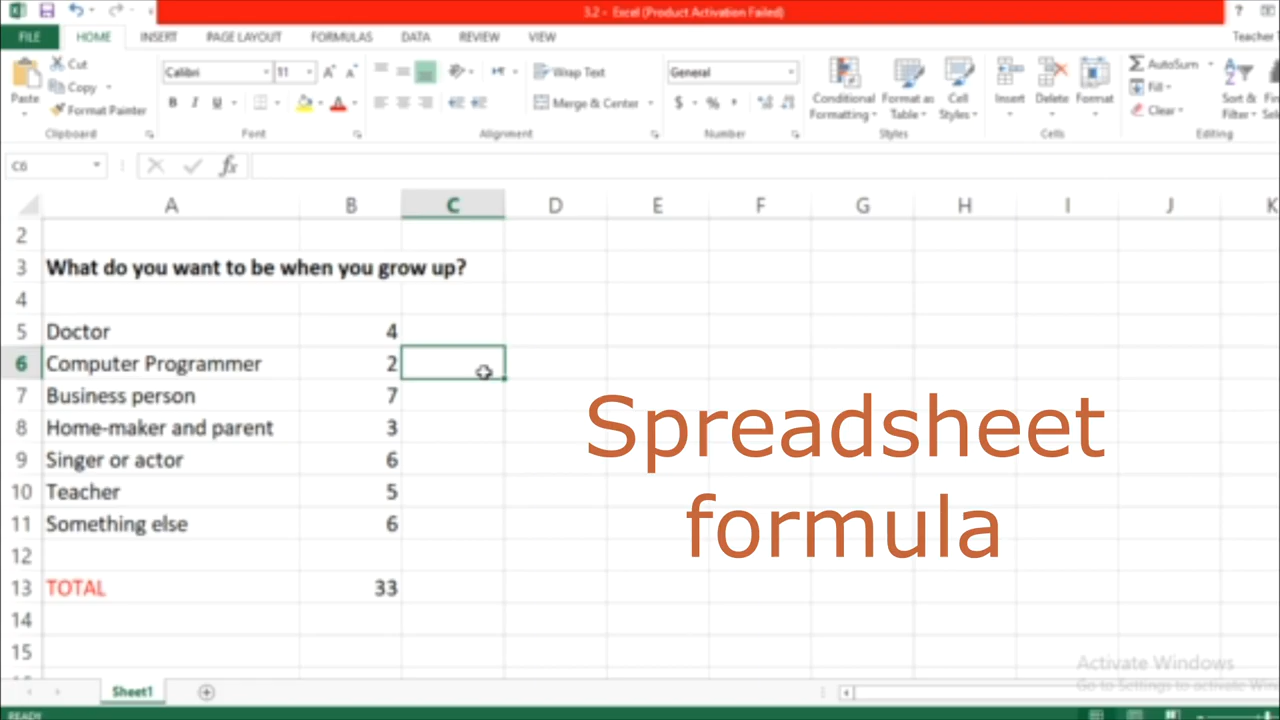 3.2 - Excel (Product Activation Failed)
?
FILE HOME INSERT PAGE LAYOUT FORMULAS DATA REVIEW VIEW
Teacher
Paste
Cut
Copy
Format Painter
Clipboard
Calibri 11
B I U
A A
A
Font
Wrap Text
Merge & Center
Alignment
General
$ % ,
Number
Conditional
Formatting
Format as
Table
Cell
Styles
Styles
Insert
Delete
Format
Cells
AutoSum
Fill
Clear
Sort &
Filter
Editing
C6 fx
A B C D E F G H I J K
2
3 What do you want to be when you grow up?
4
5 Doctor 4
6 Computer Programmer 2
7 Business person 7
8 Home-maker and parent 3
9 Singer or actor 6
10 Teacher 5
11 Something else 6
12
13 TOTAL 33
14
15
Spreadsheet
formula
Activate Windows
Go to Settings to activate Win
Sheet1
READY